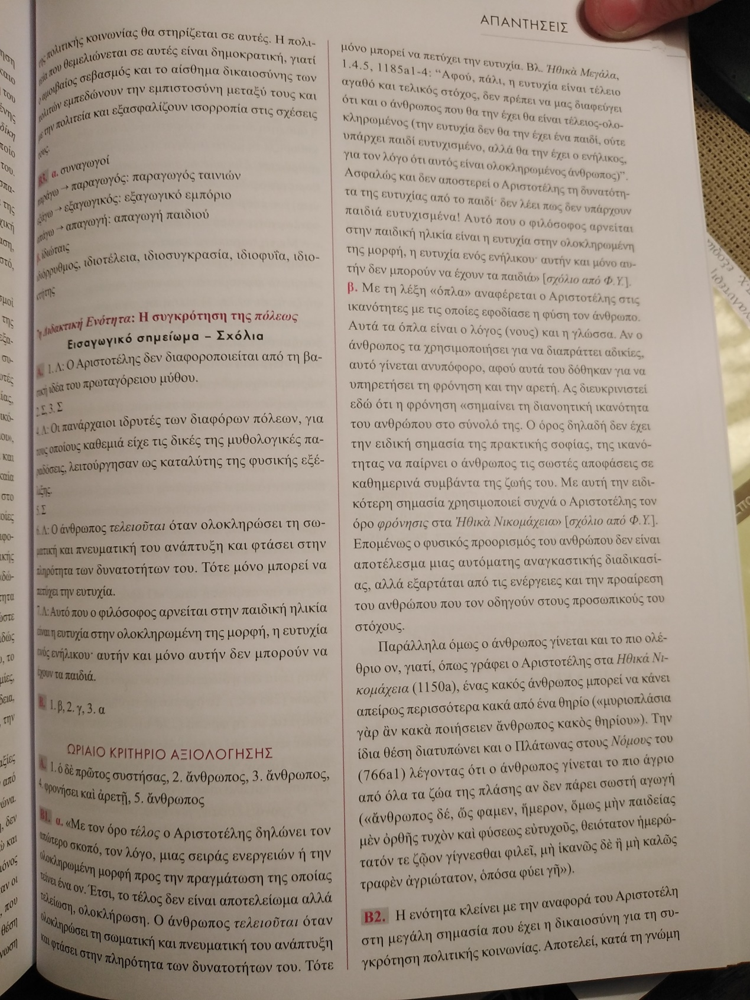 ΑΠΑΝΤΗΣΕΙΣ
της πολιτικής κοινωνίας θα στηρίζεται σε αυτές. Η πολι-
τεία που θεμελιώνεται σε αυτές είναι δημοκρατική, γιατί
ο αμοιβαίος σεβασμός και το αίσθημα δικαιοσύνης των
πολιτών εμπεδώνουν την εμπιστοσύνη μεταξύ τους και
με την πολιτεία και εξασφαλίζουν ισορροπία στις σχέσεις
τους.
Β3. α. συναγωγοί
παράγω → παραγωγός: παραγωγός ταινιών
εξάγω → εξαγωγικός: εξαγωγικό εμπόριο
απάγω → απαγωγή: απαγωγή παιδιού
β. ἰδιώταις
ιδιόρρυθμος, ιδιοτέλεια, ιδιοσυγκρασία, ιδιοφυΐα, ιδιο-
κτήτης
Διδακτική Ενότητα: Η συγκρότηση της πόλεως
Εισαγωγικό σημείωμα – Σχόλια
Α. 1. Λ: Ο Αριστοτέλης δεν διαφοροποιείται από τη βα-
σική ιδέα του πρωταγόρειου μύθου.
2. Σ, 3. Σ
4. Λ: Οι πανάρχαιοι ιδρυτές των διαφόρων πόλεων, για
τους οποίους καθεμιά είχε τις δικές της μυθολογικές πα-
ραδόσεις, λειτούργησαν ως καταλύτης της φυσικής εξέ-
λιξης.
5. Σ
6. Λ: Ο άνθρωπος τελειοῦται όταν ολοκληρώσει τη σω-
ματική και πνευματική του ανάπτυξη και φτάσει στην
πληρότητα των δυνατοτήτων του. Τότε μόνο μπορεί να
πετύχει την ευτυχία.
7. Λ: Αυτό που ο φιλόσοφος αρνείται στην παιδική ηλικία
είναι η ευτυχία στην ολοκληρωμένη της μορφή, η ευτυχία
ενός ενήλικου· αυτήν και μόνο αυτήν δεν μπορούν να
έχουν τα παιδιά.
Β. 1. β, 2. γ, 3. α
ΩΡΙΑΙΟ ΚΡΙΤΗΡΙΟ ΑΞΙΟΛΟΓΗΣΗΣ
Α. 1. ὁ δὲ πρῶτος συστήσας, 2. ἄνθρωπος, 3. ἄνθρωπος,
4. φρονήσει καὶ ἀρετῇ, 5. ἄνθρωπος
Β1. α. «Με τον όρο τέλος ο Αριστοτέλης δηλώνει τον
απώτερο σκοπό, τον λόγο, μιας σειράς ενεργειών ή την
ολοκληρωμένη μορφή προς την πραγμάτωση της οποίας
τείνει ένα ον. Έτσι, το τέλος δεν είναι αποτελείωμα αλλά
τελείωση, ολοκλήρωση. Ο άνθρωπος τελειοῦται όταν
ολοκληρώσει τη σωματική και πνευματική του ανάπτυξη
και φτάσει στην πληρότητα των δυνατοτήτων του. Τότε
μόνο μπορεί να πετύχει την ευτυχία. Βλ. Ἠθικὰ Μεγάλα,
1.4.5, 1185a1-4: “Αφού, πάλι, η ευτυχία είναι τέλειο
αγαθό και τελικός στόχος, δεν πρέπει να μας διαφεύγει
ότι και ο άνθρωπος που θα την έχει θα είναι τέλειος-ολο-
κληρωμένος (την ευτυχία δεν θα την έχει ένα παιδί, ούτε
υπάρχει παιδί ευτυχισμένο, αλλά θα την έχει ο ενήλικος,
για τον λόγο ότι αυτός είναι ολοκληρωμένος άνθρωπος)”.
Ασφαλώς και δεν αποστερεί ο Αριστοτέλης τη δυνατότη-
τα της ευτυχίας από το παιδί· δεν λέει πως δεν υπάρχουν
παιδιά ευτυχισμένα! Αυτό που ο φιλόσοφος αρνείται
στην παιδική ηλικία είναι η ευτυχία στην ολοκληρωμένη
της μορφή, η ευτυχία ενός ενήλικου· αυτήν και μόνο αυ-
τήν δεν μπορούν να έχουν τα παιδιά» [σχόλιο από Φ.Υ.].
β. Με τη λέξη «όπλα» αναφέρεται ο Αριστοτέλης στις
ικανότητες με τις οποίες εφοδίασε η φύση τον άνθρωπο.
Αυτά τα όπλα είναι ο λόγος (νους) και η γλώσσα. Αν ο
άνθρωπος τα χρησιμοποιήσει για να διαπράττει αδικίες,
αυτό γίνεται ανυπόφορο, αφού αυτά του δόθηκαν για να
υπηρετήσει τη φρόνηση και την αρετή. Ας διευκρινιστεί
εδώ ότι η φρόνηση «σημαίνει τη διανοητική ικανότητα
του ανθρώπου στο σύνολό της. Ο όρος δηλαδή δεν έχει
την ειδική σημασία της πρακτικής σοφίας, της ικανό-
τητας να παίρνει ο άνθρωπος τις σωστές αποφάσεις σε
καθημερινά συμβάντα της ζωής του. Με αυτή την ειδι-
κότερη σημασία χρησιμοποιεί συχνά ο Αριστοτέλης τον
όρο φρόνησις στα Ἠθικὰ Νικομάχεια» [σχόλιο από Φ.Υ.].
Επομένως ο φυσικός προορισμός του ανθρώπου δεν είναι
αποτέλεσμα μιας αυτόματης αναγκαστικής διαδικασί-
ας, αλλά εξαρτάται από τις ενέργειες και την προαίρεση
του ανθρώπου που τον οδηγούν στους προσωπικούς του
στόχους.
Παράλληλα όμως ο άνθρωπος γίνεται και το πιο ολέ-
θριο ον, γιατί, όπως γράφει ο Αριστοτέλης στα Ηθικά Νι-
κομάχεια (1150a), ένας κακός άνθρωπος μπορεί να κάνει
απείρως περισσότερα κακά από ένα θηρίο («μυριοπλάσια
γὰρ ἂν κακὰ ποιήσειεν ἄνθρωπος κακὸς θηρίου»). Την
ίδια θέση διατυπώνει και ο Πλάτωνας στους Νόμους του
(766a1) λέγοντας ότι ο άνθρωπος γίνεται το πιο άγριο
από όλα τα ζώα της πλάσης αν δεν πάρει σωστή αγωγή
(«ἄνθρωπος δέ, ὥς φαμεν, ἥμερον, ὅμως μὴν παιδείας
μὲν ὀρθῆς τυχὸν καὶ φύσεως εὐτυχοῦς, θειότατον ἡμερώ-
τατόν τε ζῷον γίγνεσθαι φιλεῖ, μὴ ἱκανῶς δὲ ἢ μὴ καλῶς
τραφὲν ἀγριώτατον, ὁπόσα φύει γῆ»).
Β2. Η ενότητα κλείνει με την αναφορά του Αριστοτέλη
στη μεγάλη σημασία που έχει η δικαιοσύνη για τη συ-
γκρότηση πολιτικής κοινωνίας. Αποτελεί, κατά τη γνώμη